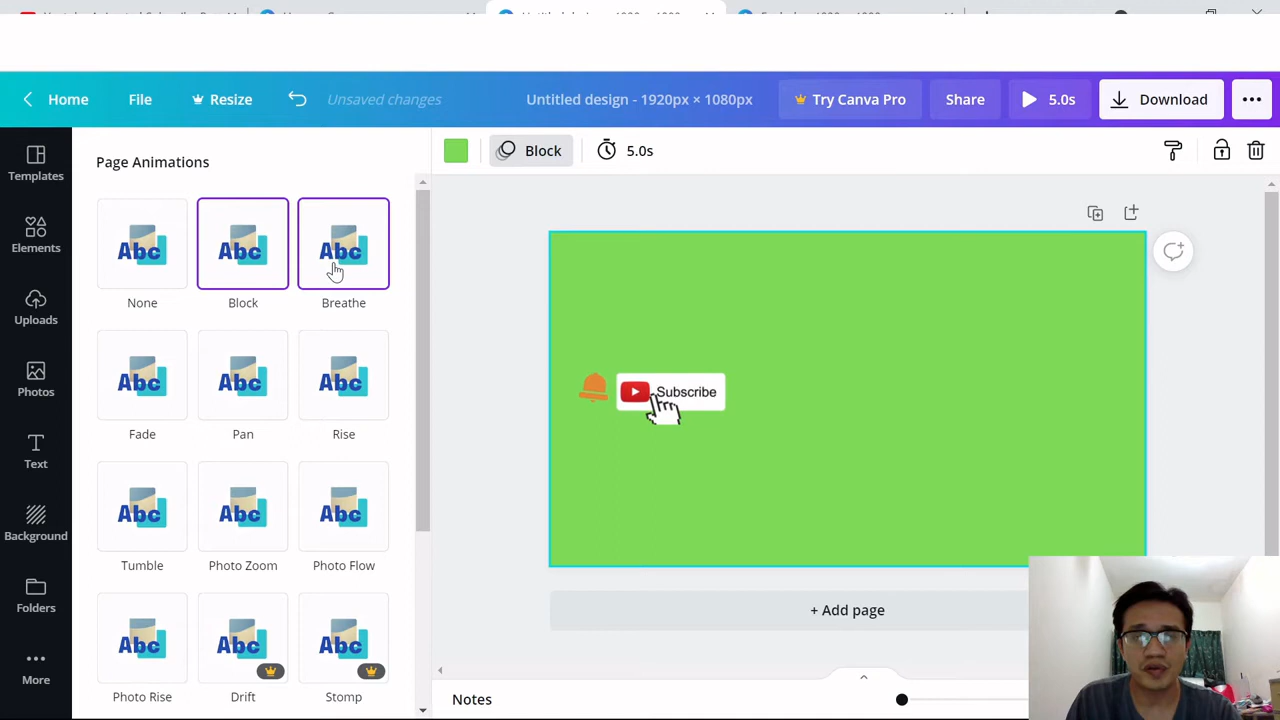 Home
File
Resize
Unsaved changes
Untitled design - 1920px × 1080px
Try Canva Pro
Share
5.0s
Download
Templates
Elements
Uploads
Photos
Text
Background
Folders
More
Page Animations
Abc
Abc
Abc
None
Block
Breathe
Abc
Abc
Abc
Fade
Pan
Rise
Abc
Abc
Abc
Tumble
Photo Zoom
Photo Flow
Abc
Abc
Abc
Photo Rise
Drift
Stomp
Block
5.0s
Subscribe
+ Add page
Notes